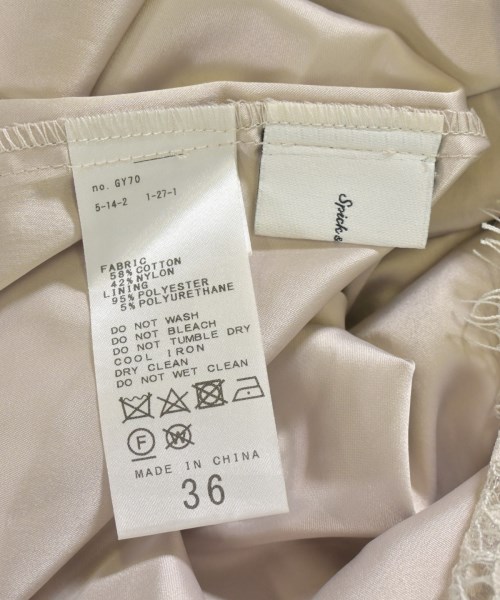 no. GY70
5-14-2 1-27-1
FABRIC
58% COTTON
42% NYLON
LINING
95% POLYESTER
5% POLYURETHANE
DO NOT WASH
DO NOT BLEACH
DO NOT TUMBLE DRY
COOL IRON
DRY CLEAN
DO NOT WET CLEAN
F W
MADE IN CHINA
36
Spick &